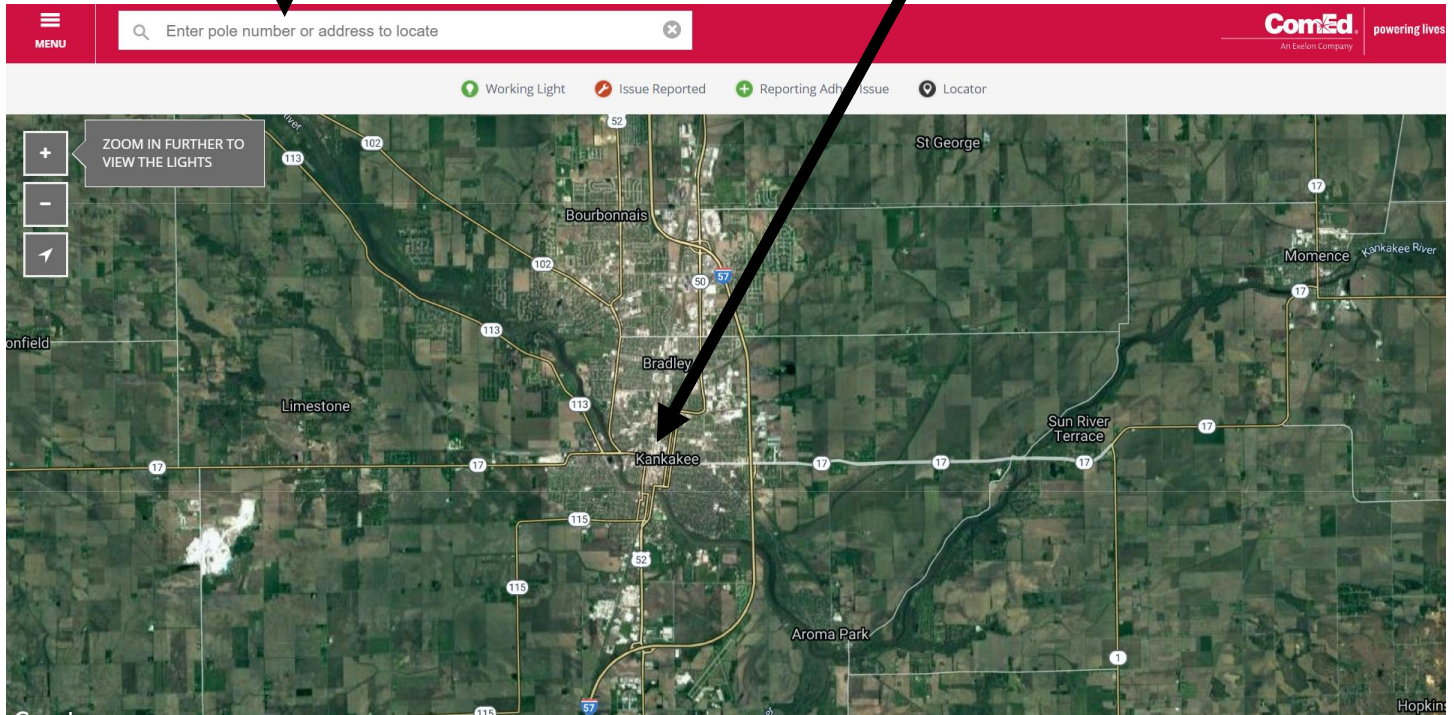 MENU
Enter pole number or address to locate
ComEd.
An Exelon Company
powering lives
Working Light
Issue Reported
Reporting Adh
Issue
Locator
+
ZOOM IN FURTHER TO
VIEW THE LIGHTS
-
52
102
113
St George
17
Bourbonnais
Kankakee River
Momence
102
57
50
17
113
onfield
Bradley
Limestone
113
Sun River
Terrace
17
Kankakee
17
17
17
17
17
115
52
115
Aroma Park
1
57
115
Hopkins